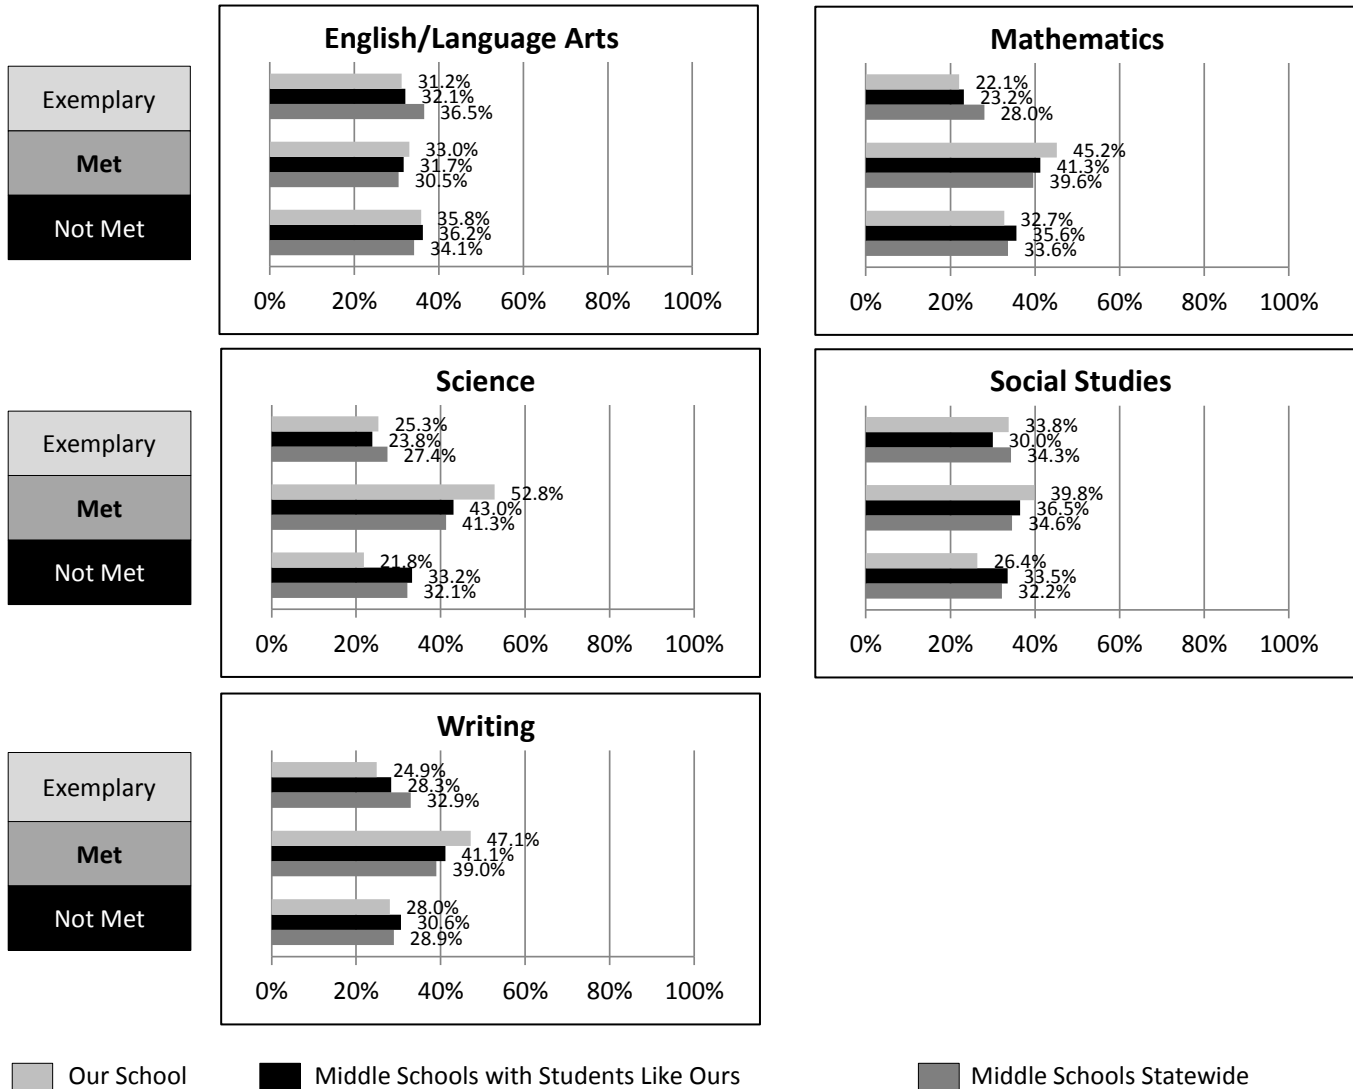 English/Language Arts
Exemplary
Met
Not Met
31.2%
32.1%
36.5%
33.0%
31.7%
30.5%
35.8%
36.2%
34.1%
0% 20% 40% 60% 80% 100%
Mathematics
22.1%
23.2%
28.0%
45.2%
41.3%
39.6%
32.7%
35.6%
33.6%
0% 20% 40% 60% 80% 100%
Science
Exemplary
Met
Not Met
25.3%
23.8%
27.4%
52.8%
43.0%
41.3%
21.8%
33.2%
32.1%
0% 20% 40% 60% 80% 100%
Social Studies
33.8%
30.0%
34.3%
39.8%
36.5%
34.6%
26.4%
33.5%
32.2%
0% 20% 40% 60% 80% 100%
Writing
Exemplary
Met
Not Met
24.9%
28.3%
32.9%
47.1%
41.1%
39.0%
28.0%
30.6%
28.9%
0% 20% 40% 60% 80% 100%
Our School Middle Schools with Students Like Ours Middle Schools Statewide